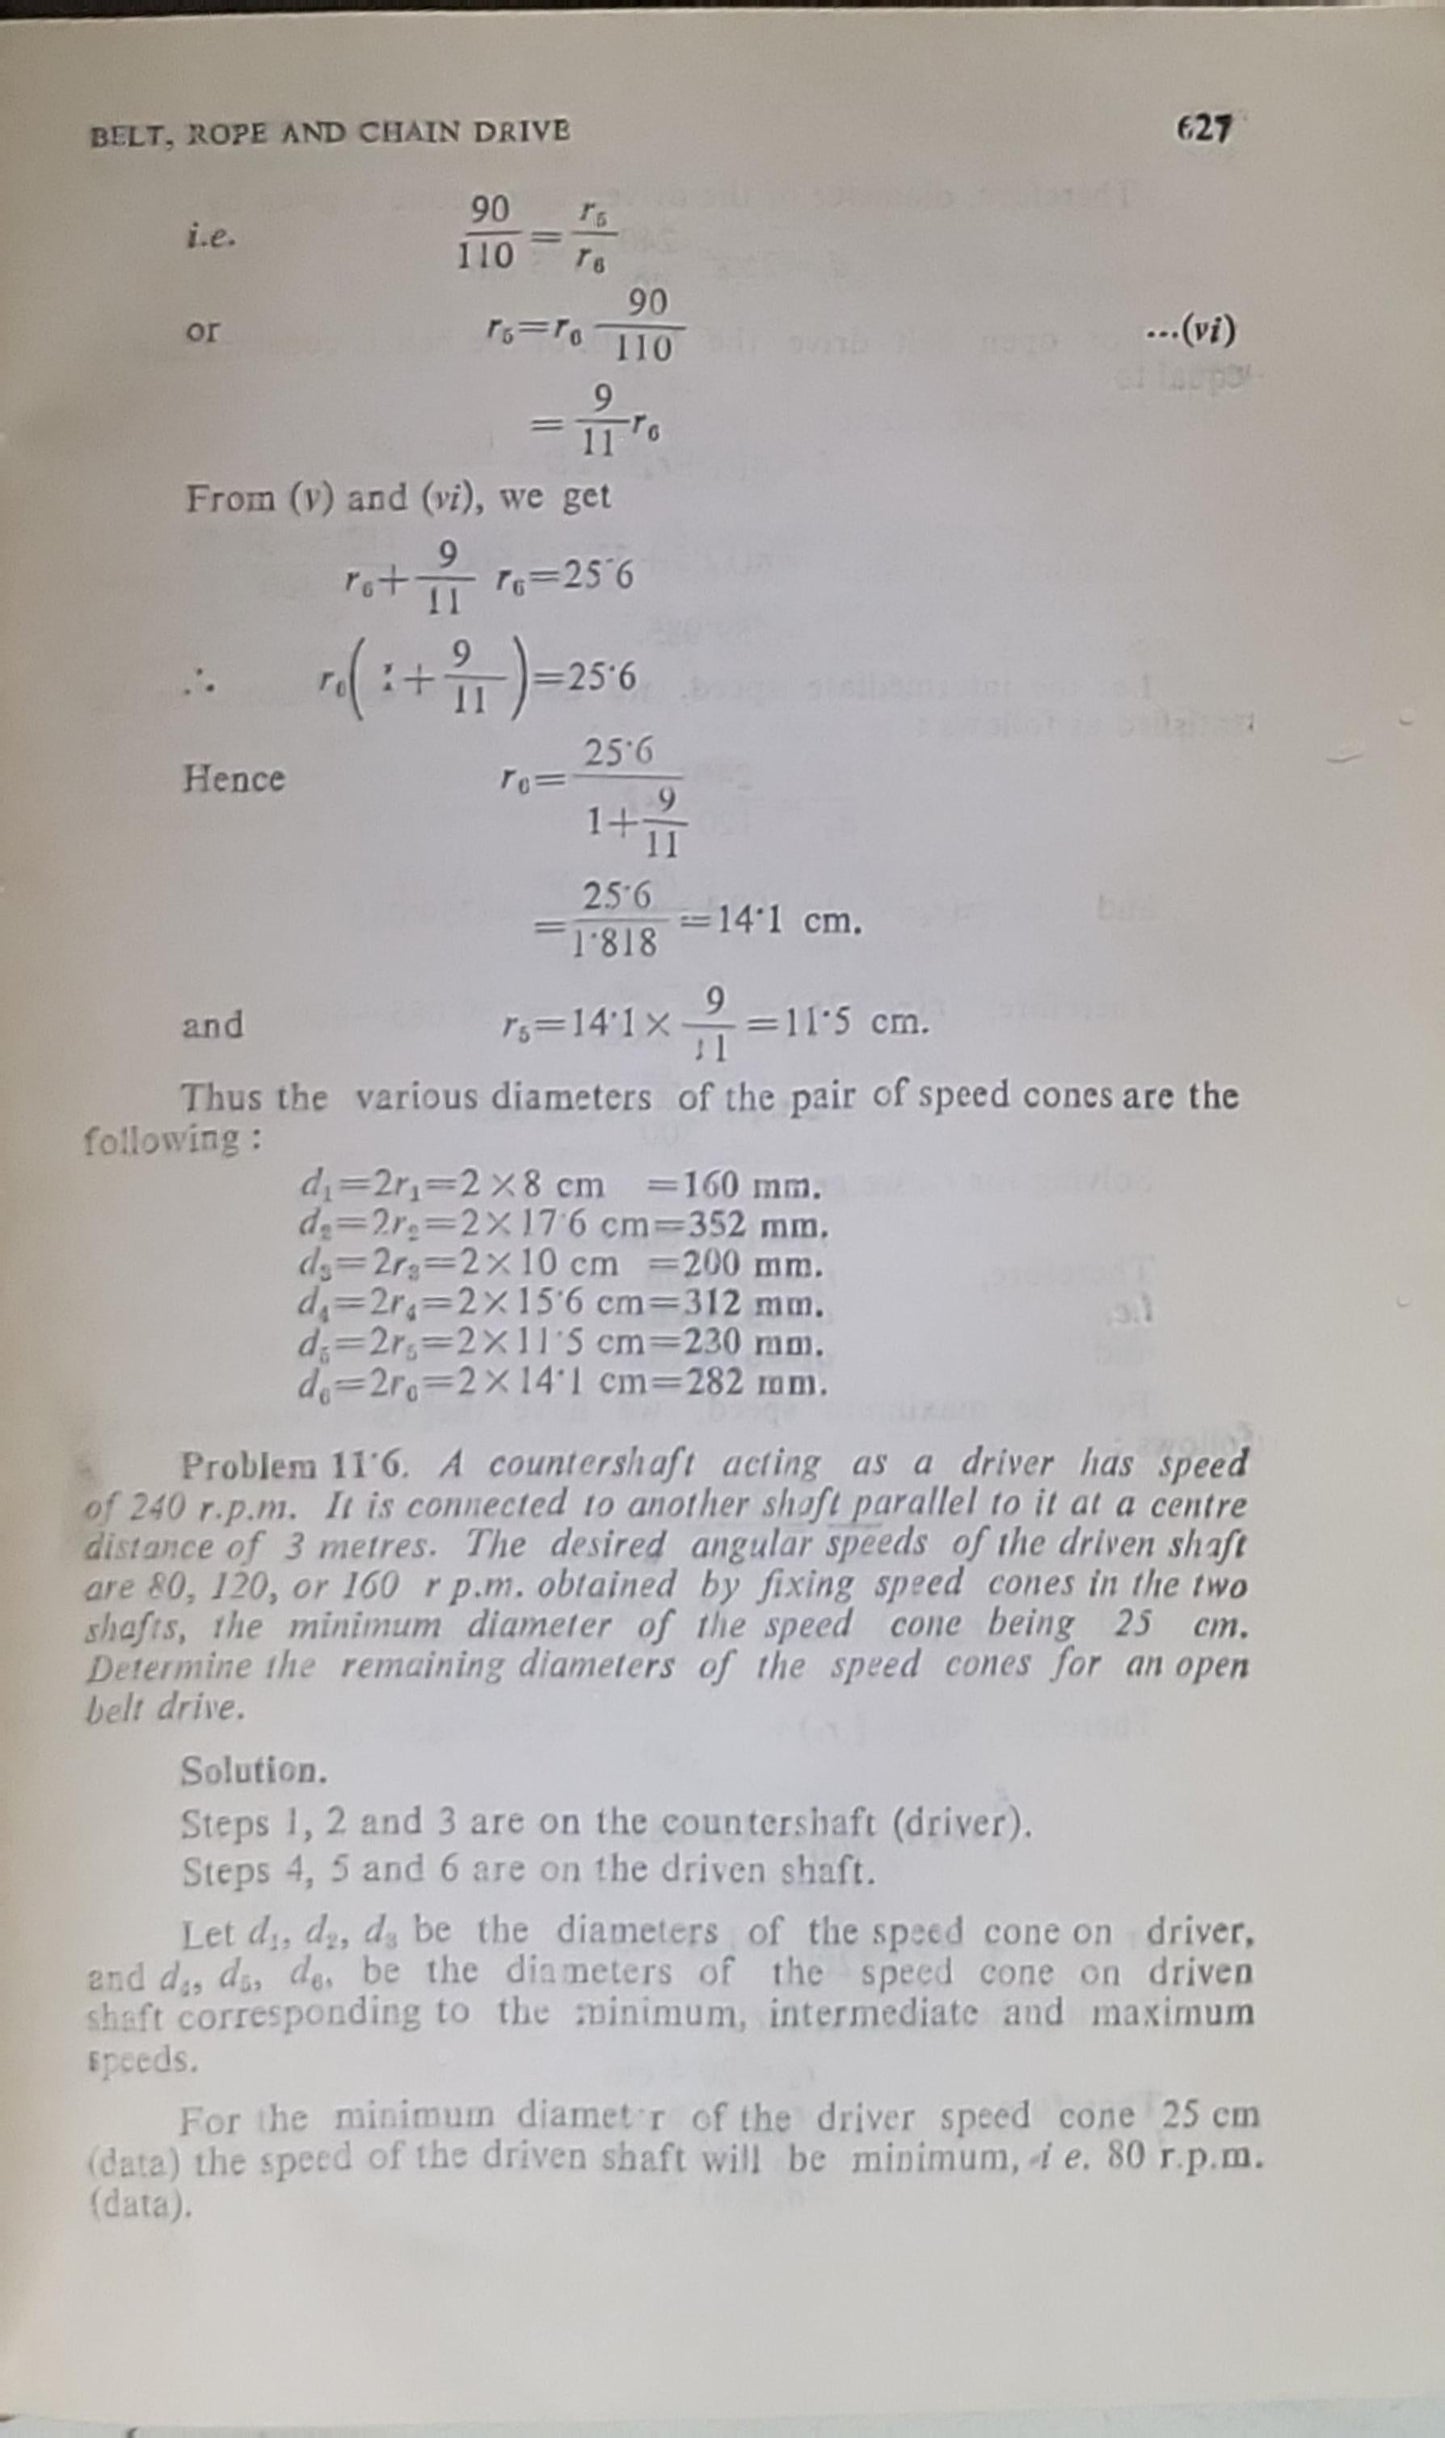 BELT, ROPE AND CHAIN DRIVE 627
i.e. 90/110 = r₅/r₆
or r₅=r₆ 90/110 ...(vi)
= 9/11 r₆
From (v) and (vi), we get
r₆+ 9/11 r₆=25·6
∴ r₆(1+ 9/11)=25·6
Hence r₆= 25·6/(1+ 9/11)
= 25·6/1·818 =14·1 cm.
and r₅=14·1× 9/11 =11·5 cm.
Thus the various diameters of the pair of speed cones are the
following :
d₁=2r₁=2×8 cm =160 mm.
d₂=2r₂=2×17·6 cm=352 mm.
d₃=2r₃=2×10 cm =200 mm.
d₄=2r₄=2×15·6 cm=312 mm.
d₅=2r₅=2×11·5 cm=230 mm.
d₆=2r₆=2×14·1 cm=282 mm.
Problem 11·6. A countershaft acting as a driver has speed
of 240 r.p.m. It is connected to another shaft parallel to it at a centre
distance of 3 metres. The desired angular speeds of the driven shaft
are 80, 120, or 160 r p.m. obtained by fixing speed cones in the two
shafts, the minimum diameter of the speed cone being 25 cm.
Determine the remaining diameters of the speed cones for an open
belt drive.
Solution.
Steps 1, 2 and 3 are on the countershaft (driver).
Steps 4, 5 and 6 are on the driven shaft.
Let d₁, d₂, d₃ be the diameters of the speed cone on driver,
and d₄, d₅, d₆, be the diameters of the speed cone on driven
shaft corresponding to the minimum, intermediate and maximum
speeds.
For the minimum diamet r of the driver speed cone 25 cm
(data) the speed of the driven shaft will be minimum, i e. 80 r.p.m.
(data).